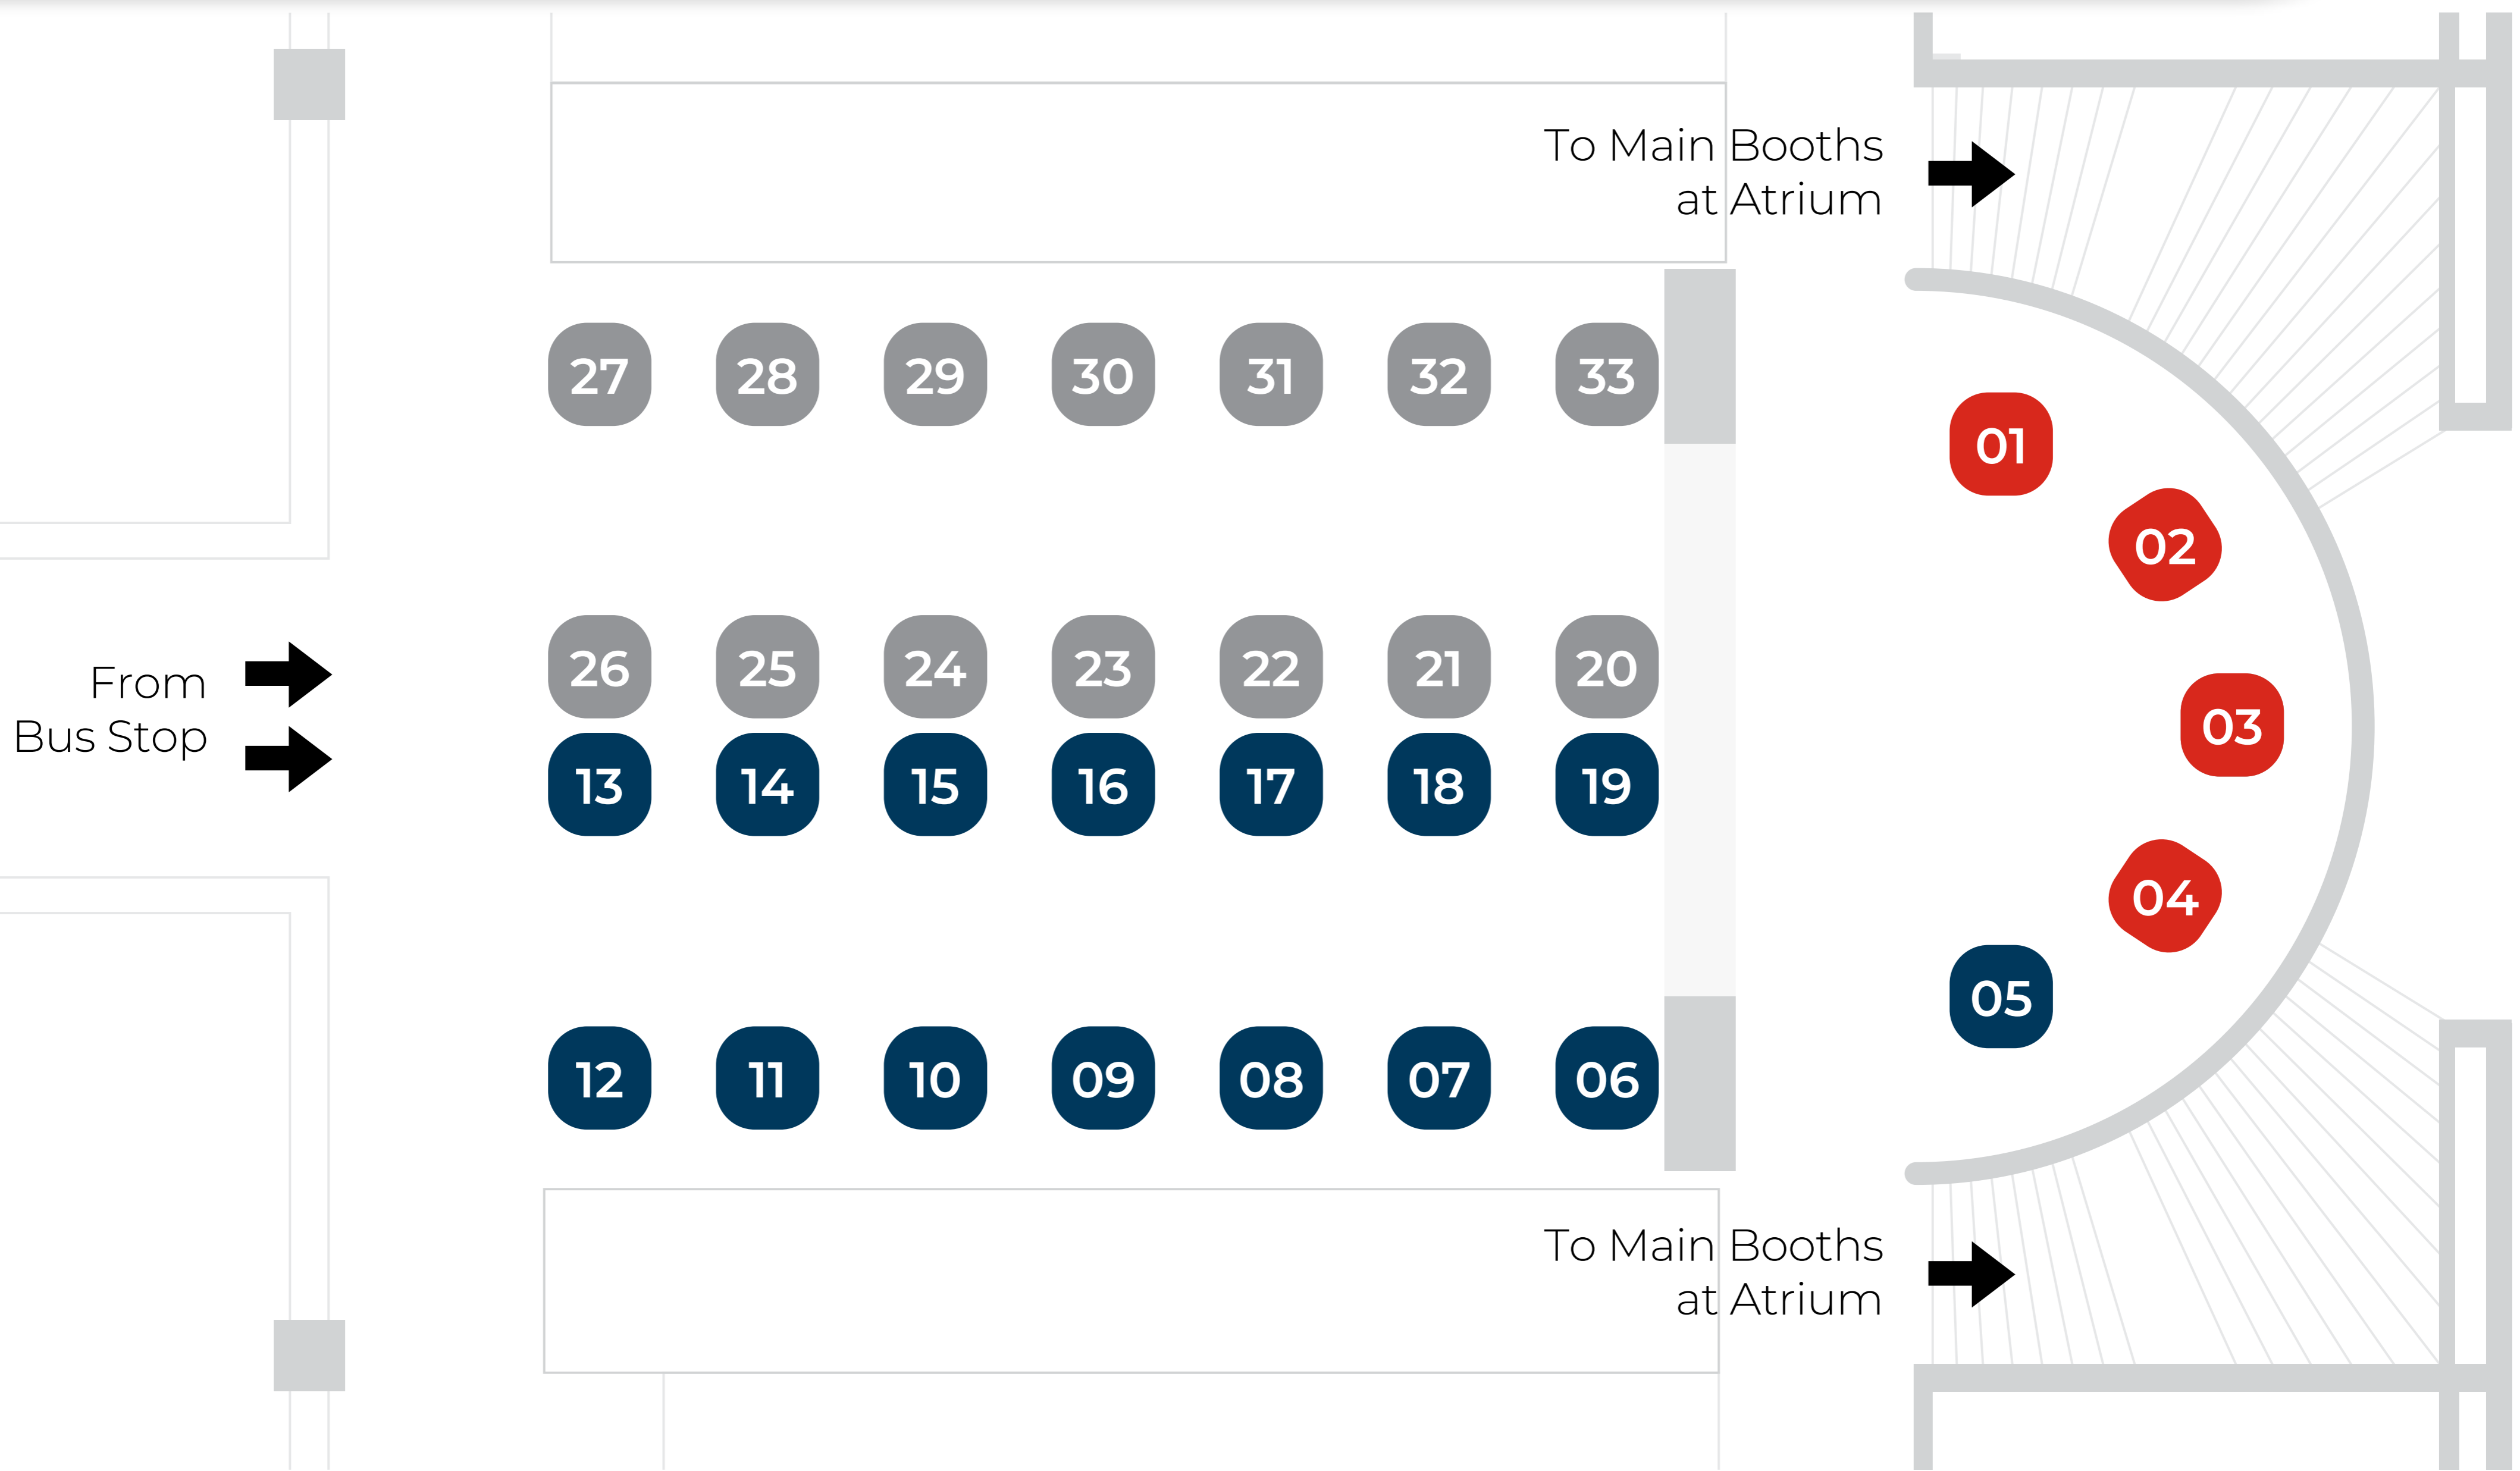 To Main Booths
at Atrium
27 28 29 30 31 32 33
01
02
26 25 24 23 22 21 20
From
Bus Stop
03
13 14 15 16 17 18 19
04
05
12 11 10 09 08 07 06
To Main Booths
at Atrium